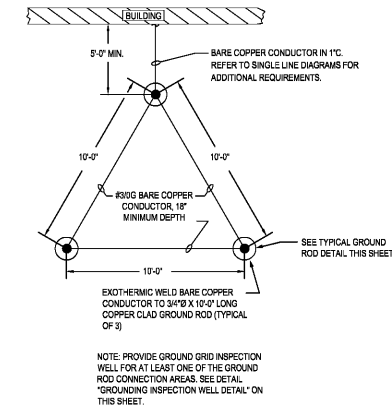 BUILDING
5'-0" MIN.
BARE COPPER CONDUCTOR IN 1"C.
REFER TO SINGLE LINE DIAGRAMS FOR
ADDITIONAL REQUIREMENTS.
10'-0"
10'-0"
#3/0G BARE COPPER
CONDUCTOR, 18"
MINIMUM DEPTH
SEE TYPICAL GROUND
ROD DETAIL THIS SHEET
10'-0"
EXOTHERMIC WELD BARE COPPER
CONDUCTOR TO 3/4"Ø X 10'-0" LONG
COPPER CLAD GROUND ROD (TYPICAL
OF 3)
NOTE: PROVIDE GROUND GRID INSPECTION
WELL FOR AT LEAST ONE OF THE GROUND
ROD CONNECTION AREAS. SEE DETAIL
"GROUNDING INSPECTION WELL DETAIL" ON
THIS SHEET.